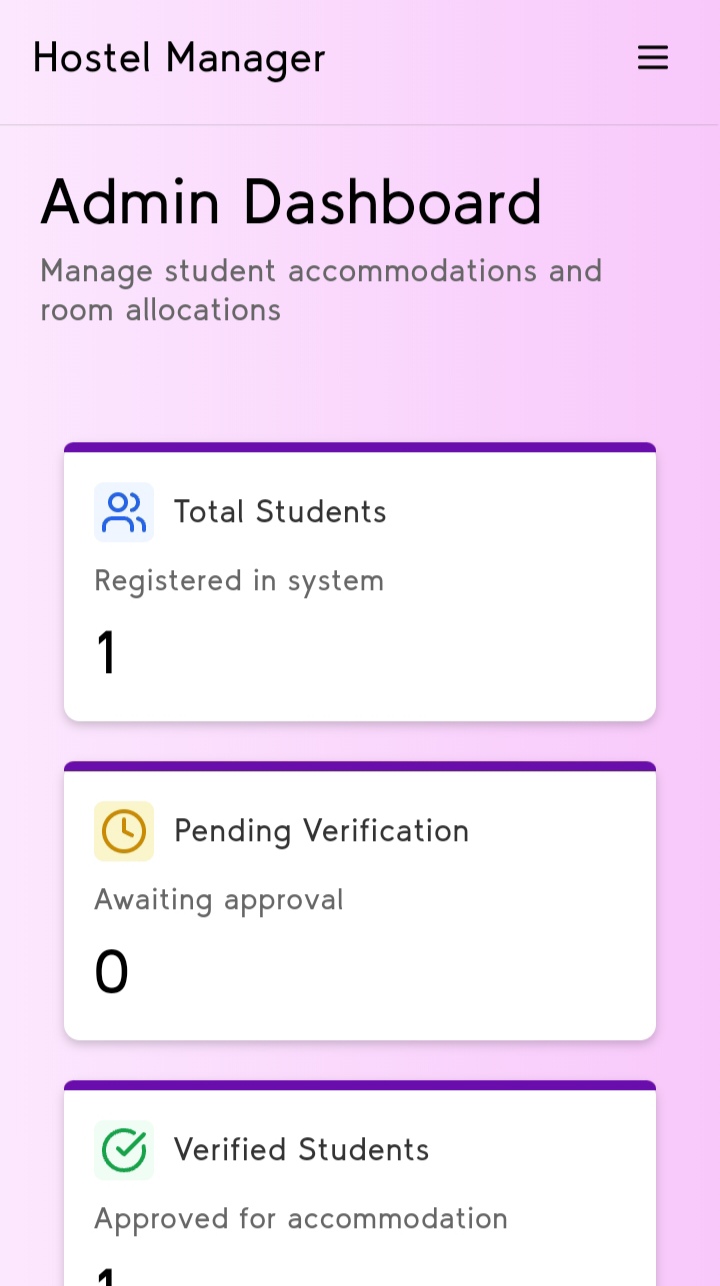 Hostel Manager
Admin Dashboard
Manage student accommodations and
room allocations
Total Students
Registered in system
1
Pending Verification
Awaiting approval
0
Verified Students
Approved for accommodation